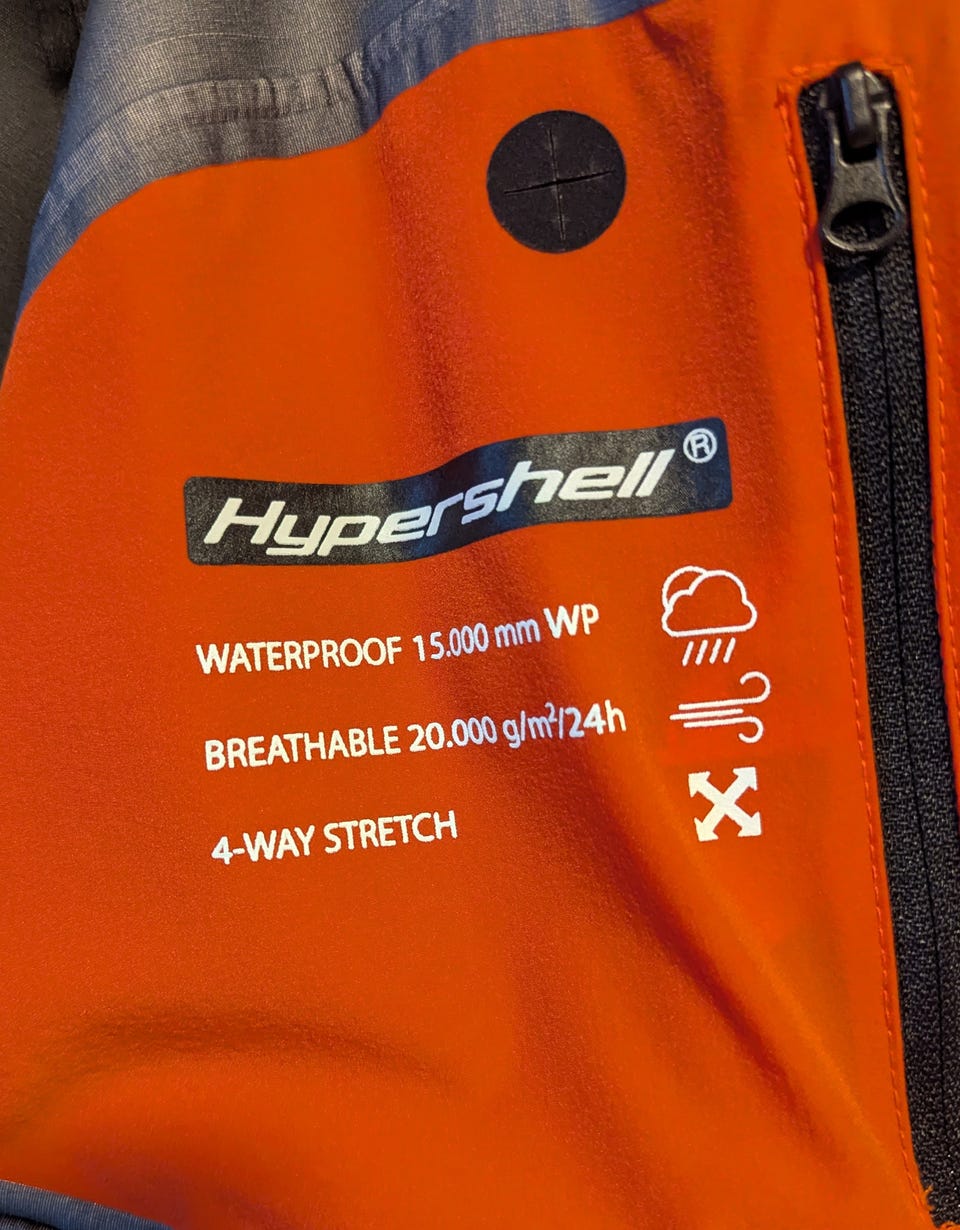 Hypershell®
WATERPROOF 15.000 mm WP
BREATHABLE 20.000 g/m²/24h
4-WAY STRETCH